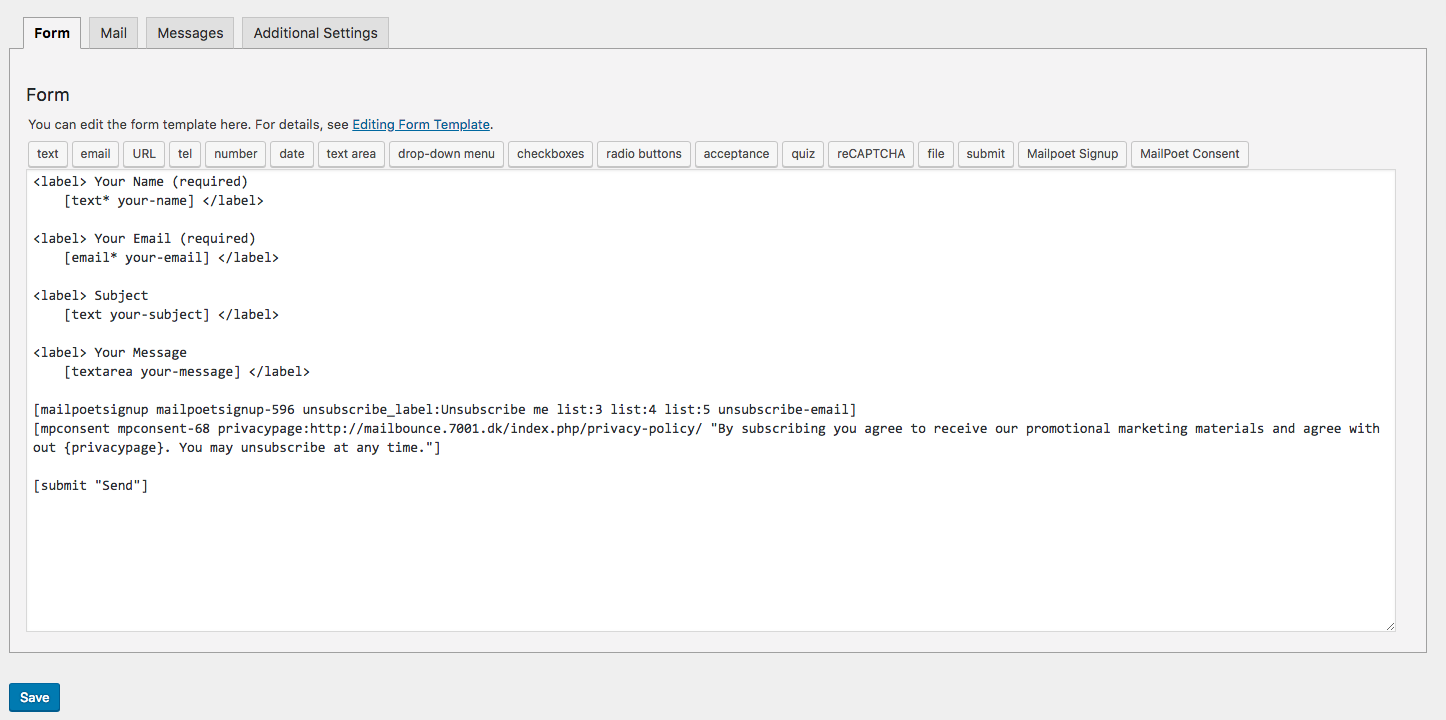 Form Mail Messages Additional Settings
Form
You can edit the form template here. For details, see Editing Form Template.
text email URL tel number date text area drop-down menu checkboxes radio buttons acceptance quiz reCAPTCHA file submit Mailpoet Signup MailPoet Consent
<label> Your Name (required)
    [text* your-name] </label>

<label> Your Email (required)
    [email* your-email] </label>

<label> Subject
    [text your-subject] </label>

<label> Your Message
    [textarea your-message] </label>

[mailpoetsignup mailpoetsignup-596 unsubscribe_label:Unsubscribe me list:3 list:4 list:5 unsubscribe-email]
[mpconsent mpconsent-68 privacypage:http://mailbounce.7001.dk/index.php/privacy-policy/ "By subscribing you agree to receive our promotional marketing materials and agree with
out {privacypage}. You may unsubscribe at any time."]

[submit "Send"]
Save